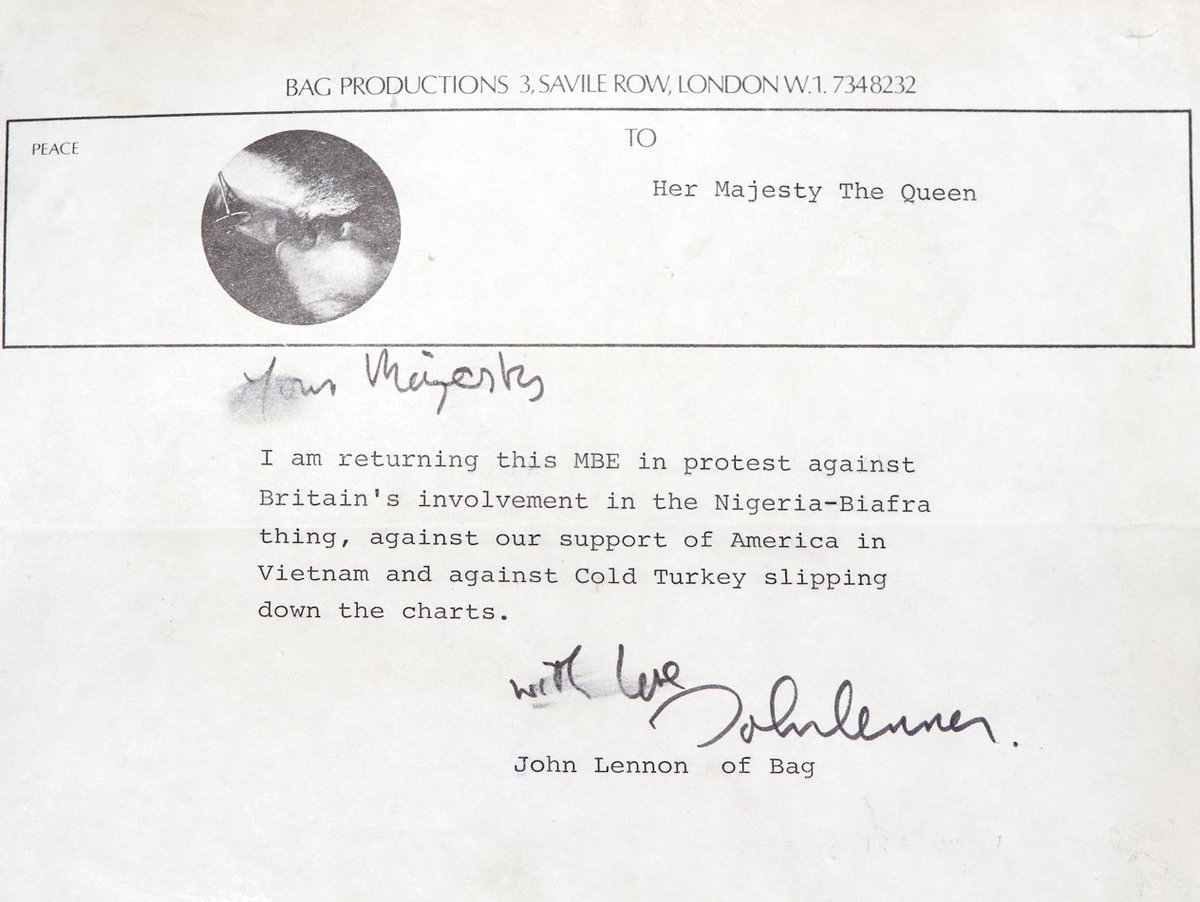 BAG PRODUCTIONS 3, SAVILE ROW, LONDON W.1. 7348232
PEACE
TO
Her Majesty The Queen
Your Majesty
I am returning this MBE in protest against
Britain's involvement in the Nigeria-Biafra
thing, against our support of America in
Vietnam and against Cold Turkey slipping
down the charts.
with love
John Lennon.
John Lennon of Bag